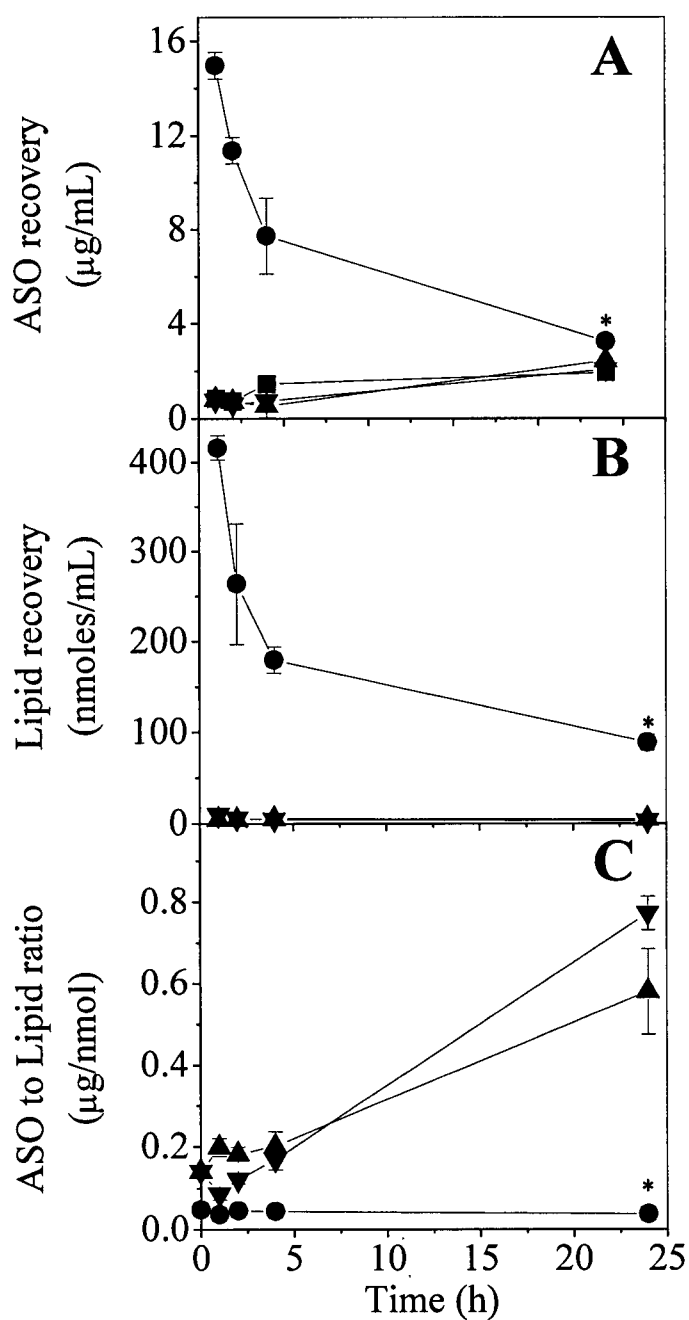 16
A
12
ASO recovery
(µg/mL)
8
4
*
0
B
400
300
Lipid recovery
(nmoles/mL)
200
100
*
0
C
0.8
0.6
ASO to Lipid ratio
(µg/nmol)
0.4
0.2
*
0.0
0 5 10 15 20 25
Time (h)